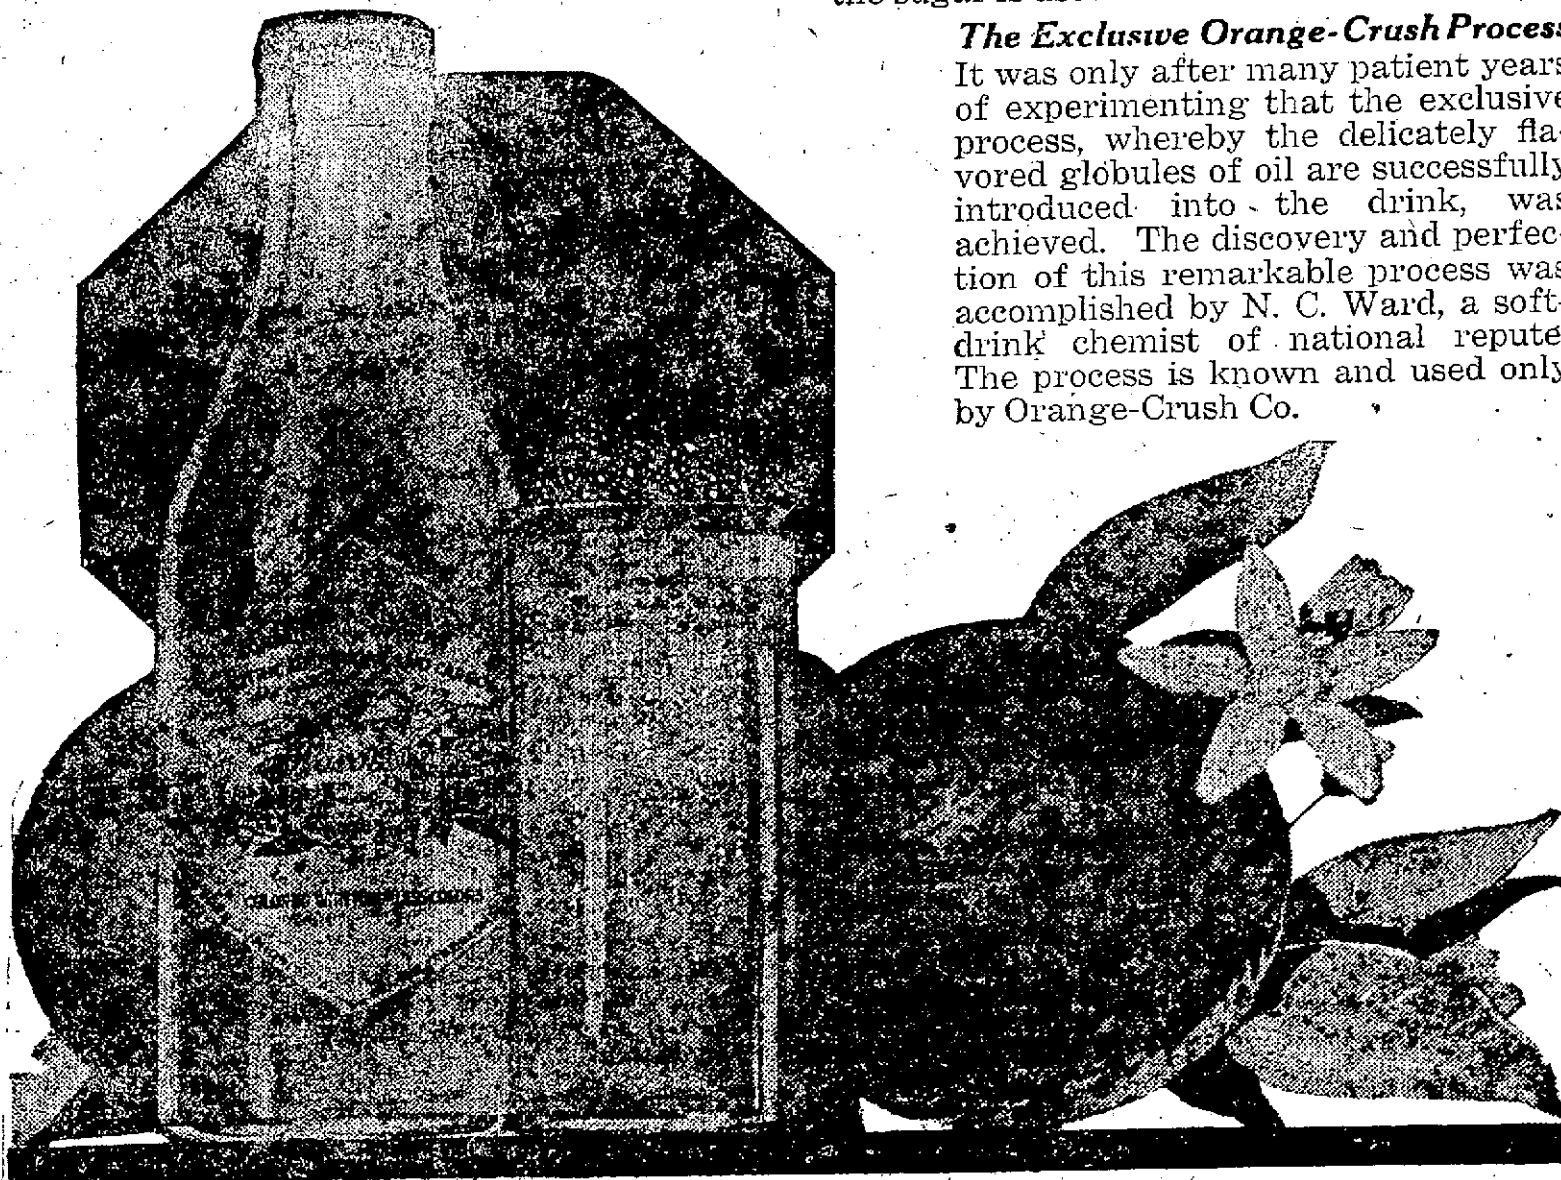 the sugar is
The Exclusive Orange-Crush Process
It was only after many patient years
of experimenting that the exclusive
process, whereby the delicately fla-
vored globules of oil are successfully
introduced into the drink, was
achieved. The discovery and perfec-
tion of this remarkable process was
accomplished by N. C. Ward, a soft-
drink chemist of national repute
The process is known and used only
by Orange-Crush Co.